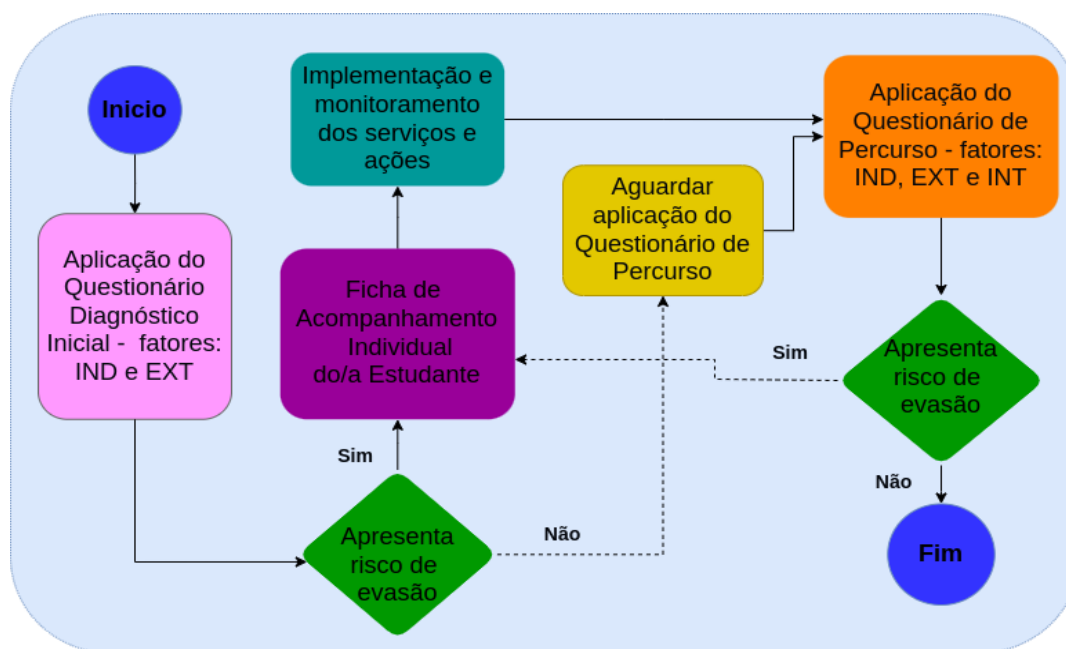 Inicio
Aplicação do
Questionário
Diagnóstico
Inicial - fatores:
IND e EXT
Apresenta
risco de
evasão
Sim
Não
Ficha de
Acompanhamento
Individual
do/a Estudante
Implementação e
monitoramento
dos serviços e
ações
Aguardar
aplicação do
Questionário de
Percurso
Aplicação do
Questionário de
Percurso - fatores:
IND, EXT e INT
Apresenta
risco de
evasão
Sim
Não
Fim